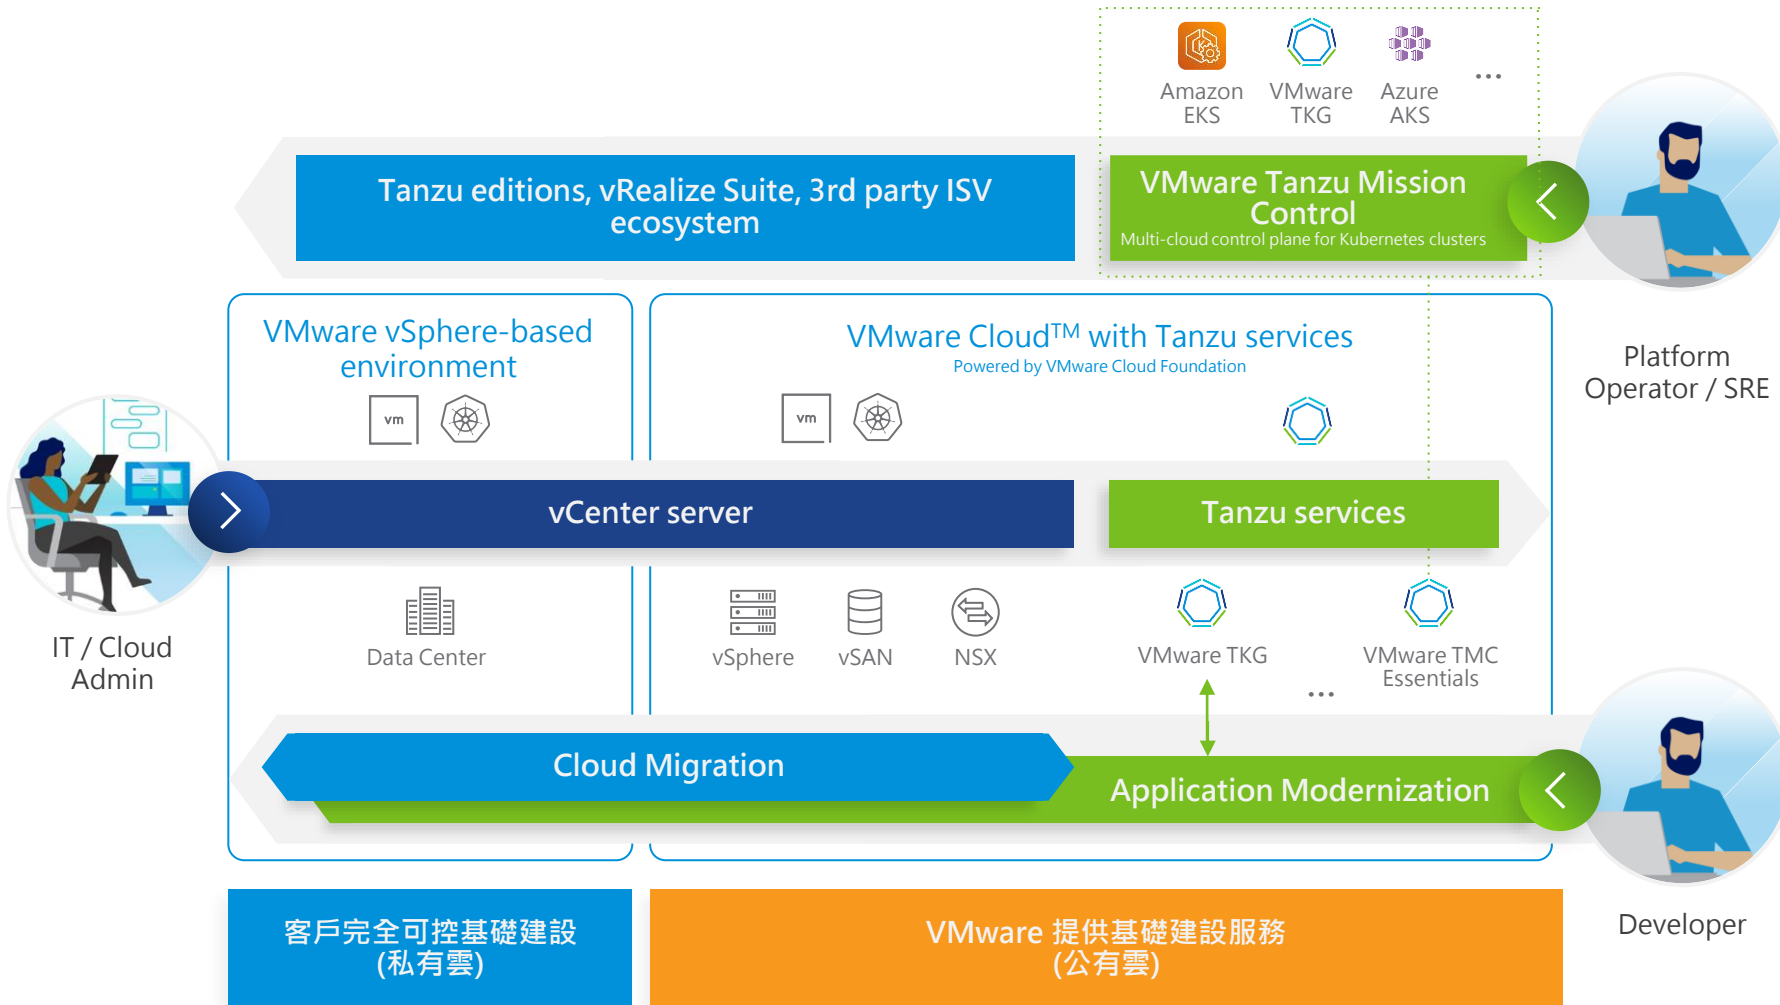 Amazon
EKS
VMware
TKG
Azure
AKS
...
Tanzu editions, vRealize Suite, 3rd party ISV
ecosystem
VMware Tanzu Mission
Control
Multi-cloud control plane for Kubernetes clusters
Platform
Operator / SRE
VMware vSphere-based
environment
vm
VMware Cloud™ with Tanzu services
Powered by VMware Cloud Foundation
vm
IT / Cloud
Admin
vCenter server
Tanzu services
Data Center
vSphere
vSAN
NSX
VMware TKG
...
VMware TMC
Essentials
Cloud Migration
Application Modernization
Developer
客戶完全可控基礎建設
(私有雲)
VMware 提供基礎建設服務
(公有雲)